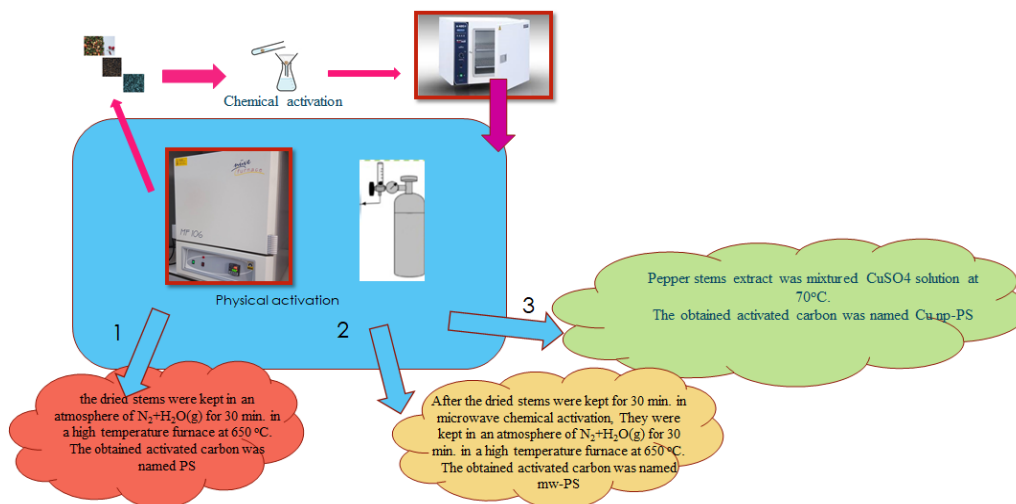 Chemical activation
furnace
MF 106
Physical activation
1
2
3
Pepper stems extract was mixtured CuSO4 solution at
70°C.
The obtained activated carbon was named Cu np-PS
the dried stems were kept in an
atmosphere of N₂+H₂O(g) for 30 min. in
a high temperature furnace at 650 °C.
The obtained activated carbon was
named PS
After the dried stems were kept for 30 min. in
microwave chemical activation, They were
kept in an atmosphere of N₂+H₂O(g) for 30
min. in a high temperature furnace at 650 °C.
The obtained activated carbon was named
mw-PS